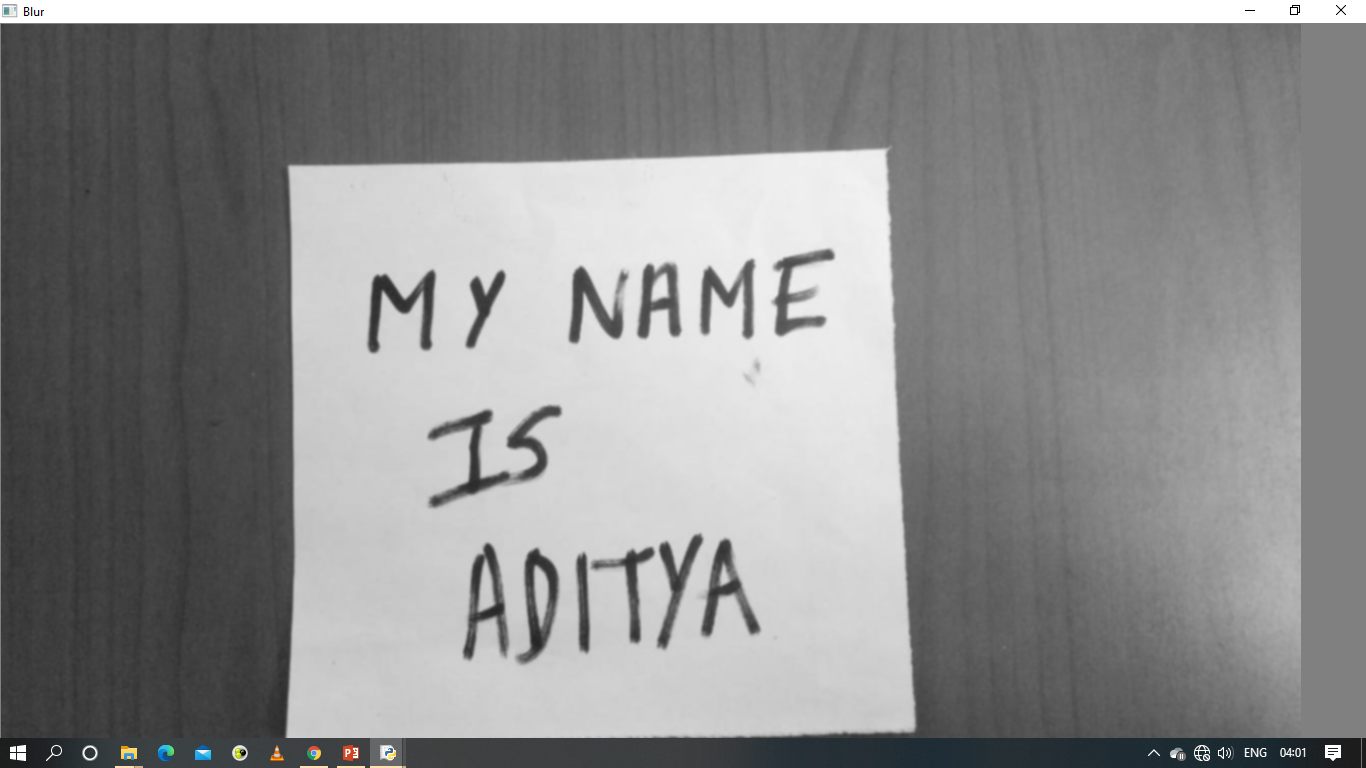 Blur
MY NAME
IS
ADITYA
ENG 04:01